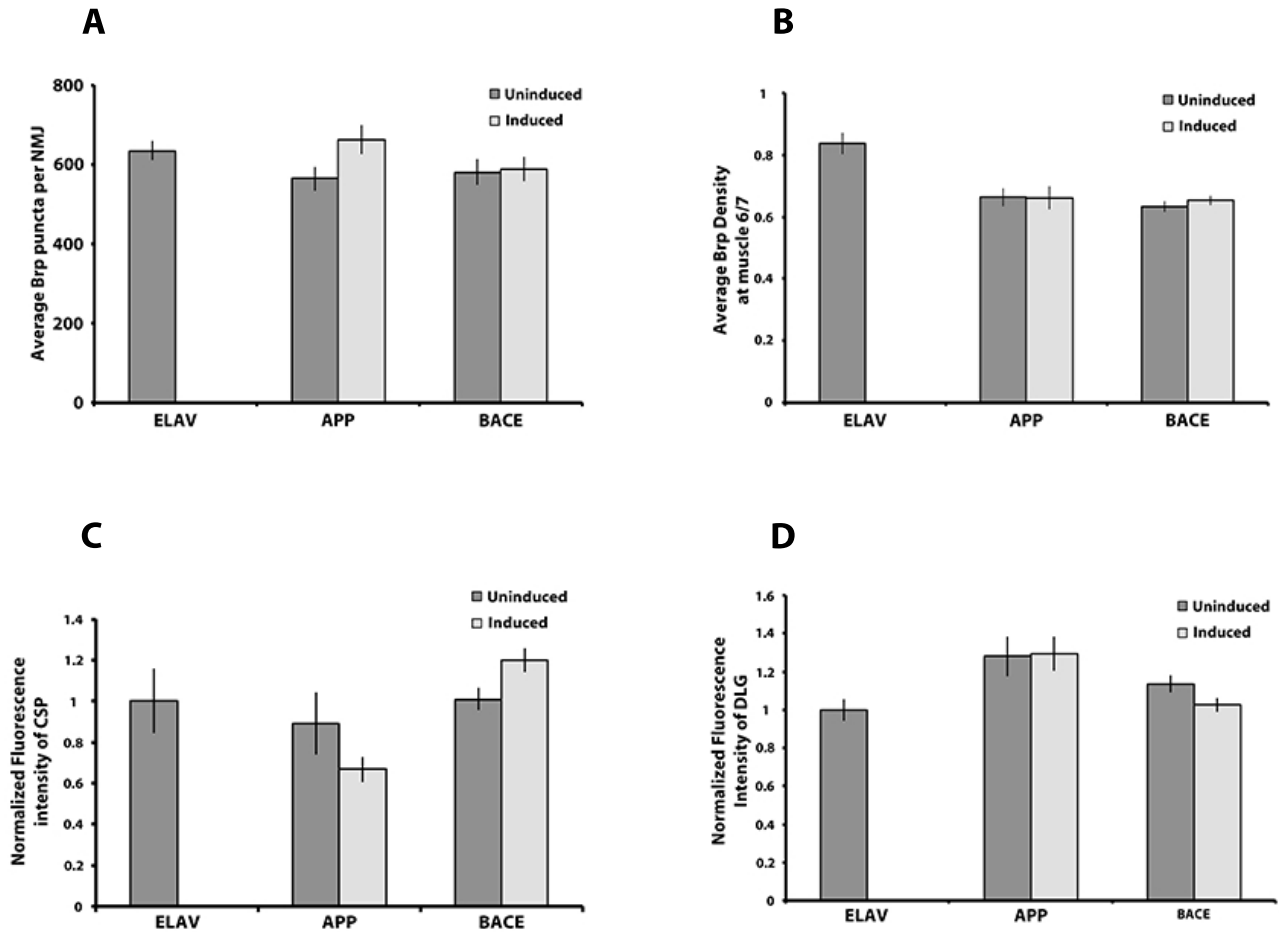 A
Average Brp puncta per NMJ
800
600
400
200
0
Uninduced
Induced
ELAV APP BACE
B
Average Brp Density
at muscle 6/7
1
0.8
0.6
0.4
0.2
0
Uninduced
Induced
ELAV APP BACE
C
Normalized Fluorescence
intensity of CSP
1.4
1.2
1
0.8
0.6
0.4
0.2
0
Uninduced
Induced
ELAV APP BACE
D
Normalized Fluorescence
Intensity of DLG
1.6
1.4
1.2
1
0.8
0.6
0.4
0.2
0
Uninduced
Induced
ELAV APP BACE